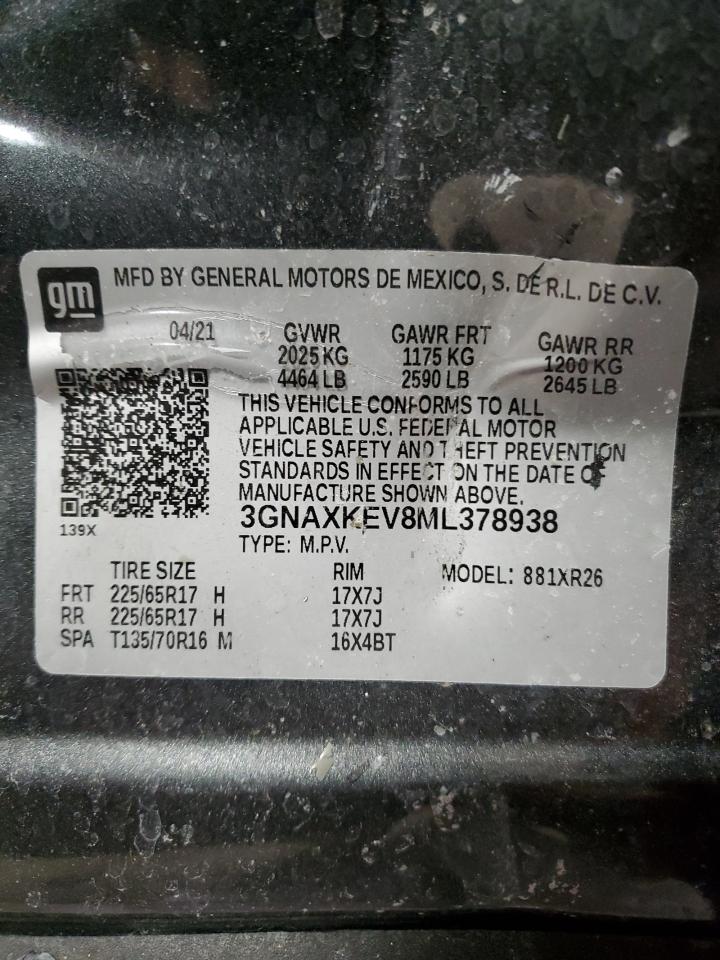 gm
MFD BY GENERAL MOTORS DE MEXICO, S. DE R.L. DE C.V.
04/21 GVWR GAWR FRT GAWR RR
2025 KG 1175 KG 1200 KG
4464 LB 2590 LB 2645 LB
THIS VEHICLE CONFORMS TO ALL
APPLICABLE U.S. FEDERAL MOTOR
VEHICLE SAFETY AND THEFT PREVENTION
STANDARDS IN EFFECT ON THE DATE OF
MANUFACTURE SHOWN ABOVE.
3GNAXKEV8ML378938
139X
TYPE: M.P.V.
TIRE SIZE RIM MODEL: 881XR26
FRT 225/65R17 H 17X7J
RR 225/65R17 H 17X7J
SPA T135/70R16 M 16X4BT